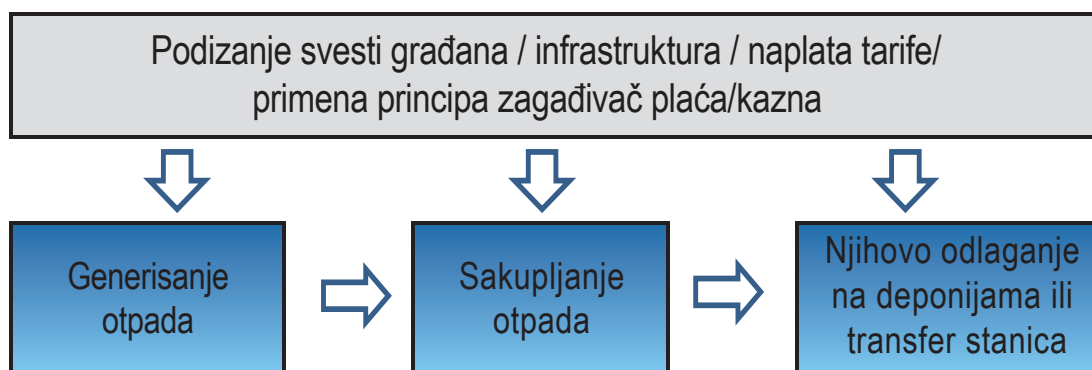 Podizanje svesti građana / infrastruktura / naplata tarife/
primena principa zagađivač plaća/kazna
Generisanje
otpada
Sakupljanje
otpada
Njihovo odlaganje
na deponijama ili
transfer stanica